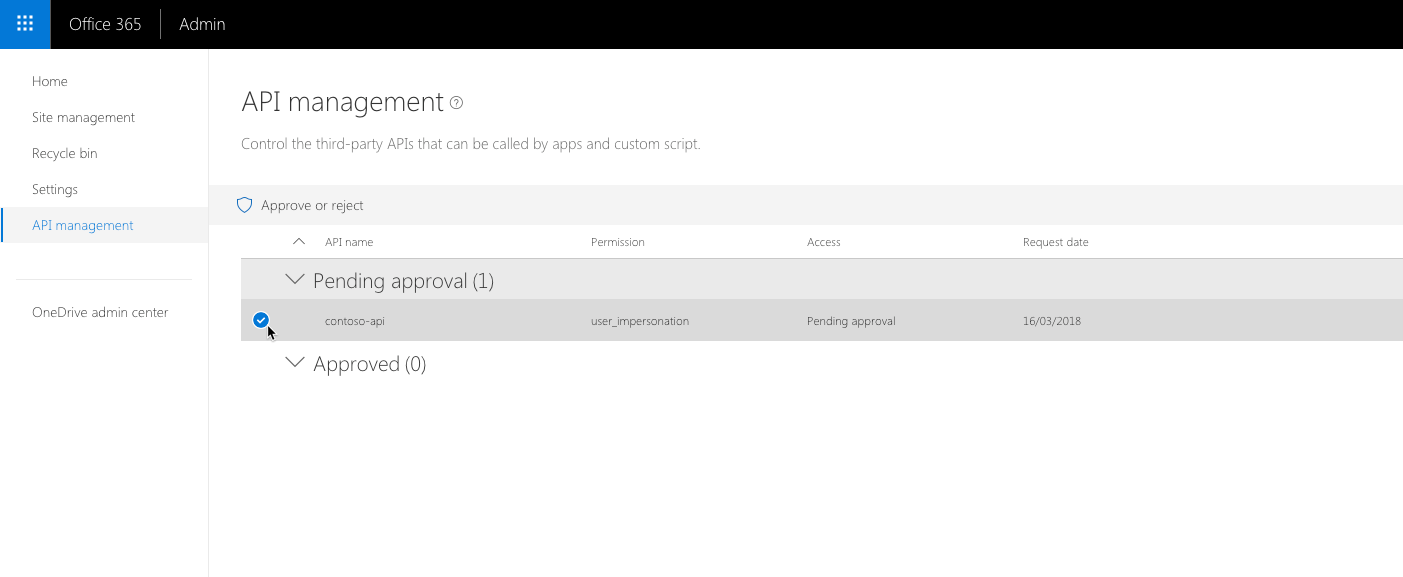 Office 365 Admin
Home
Site management
Recycle bin
Settings
API management
OneDrive admin center
API management ?
Control the third-party APIs that can be called by apps and custom script.
Approve or reject
API name Permission Access Request date
Pending approval (1)
contoso-api user_impersonation Pending approval 16/03/2018
Approved (0)